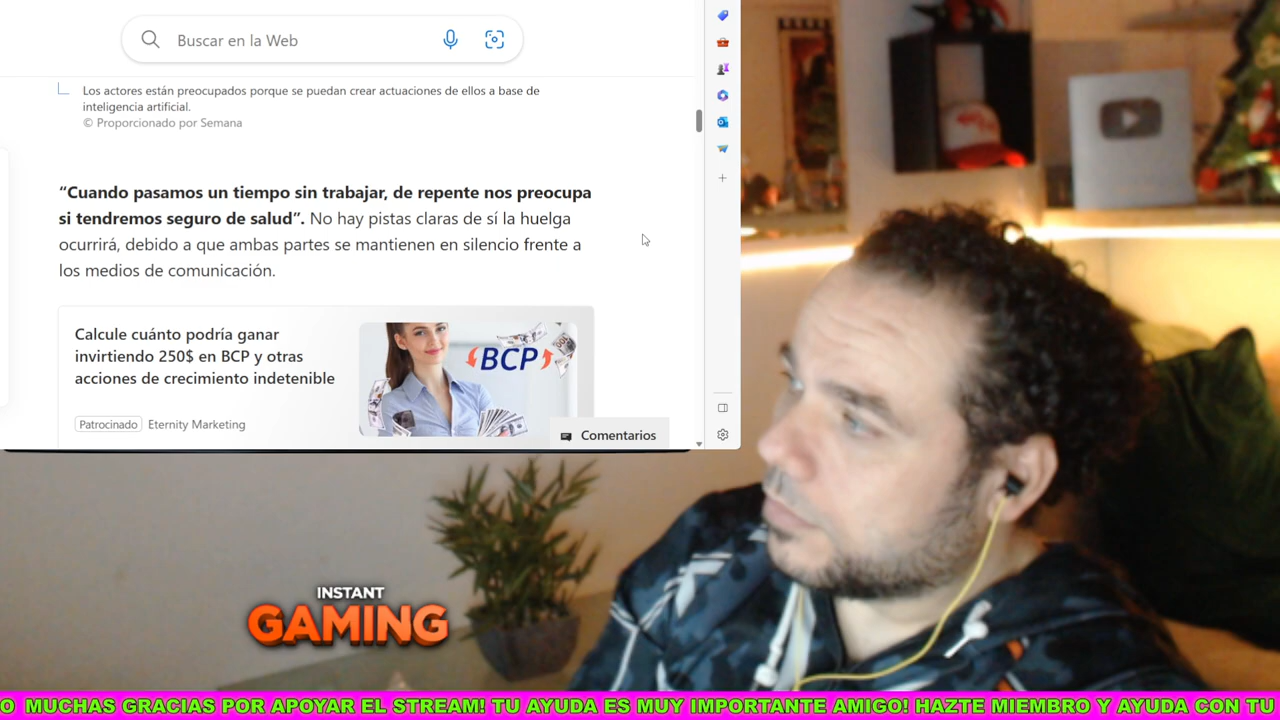 Buscar en la Web
Los actores están preocupados porque se puedan crear actuaciones de ellos a base de
inteligencia artificial.
© Proporcionado por Semana
“Cuando pasamos un tiempo sin trabajar, de repente nos preocupa
si tendremos seguro de salud”. No hay pistas claras de sí la huelga
ocurrirá, debido a que ambas partes se mantienen en silencio frente a
los medios de comunicación.
Calcule cuánto podría ganar
invirtiendo 250$ en BCP y otras
acciones de crecimiento indetenible
BCP
Patrocinado Eternity Marketing
Comentarios
INSTANT
GAMING
O MUCHAS GRACIAS POR APOYAR EL STREAM! TU AYUDA ES MUY IMPORTANTE AMIGO! HAZTE MIEMBRO Y AYUDA CON TU